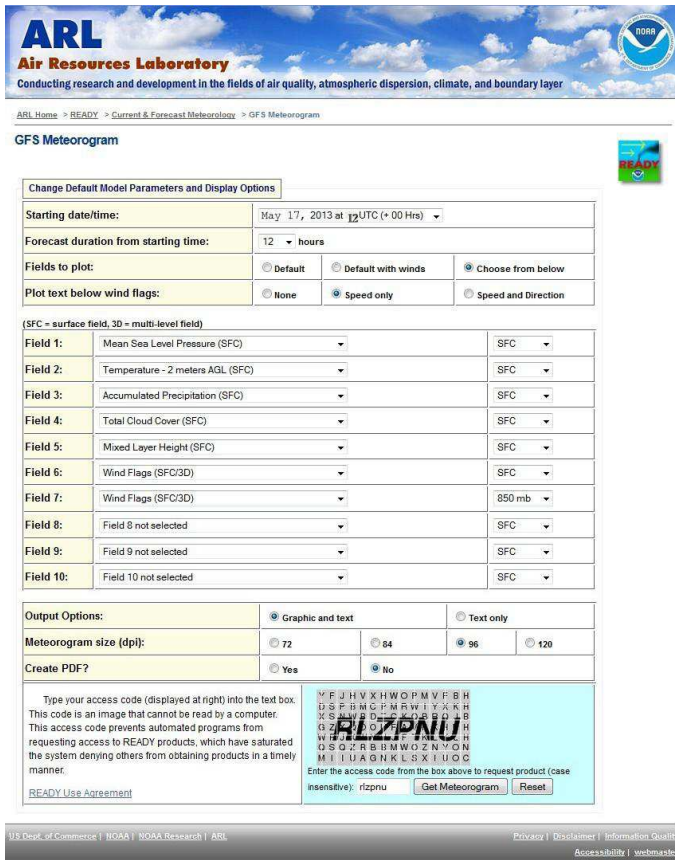 ARL
Air Resources Laboratory
Conducting research and development in the fields of air quality, atmospheric dispersion, climate, and boundary layer
NOAA
ARL Home > READY > Current & Forecast Meteorology > GFS Meteorogram
GFS Meteorogram
READY
Change Default Model Parameters and Display Options
Starting date/time: May 17, 2013 at 12UTC (+ 00 Hrs)
Forecast duration from starting time: 12 hours
Fields to plot: Default Default with winds Choose from below
Plot text below wind flags: None Speed only Speed and Direction
(SFC = surface field, 3D = multi-level field)
Field 1: Mean Sea Level Pressure (SFC) SFC
Field 2: Temperature - 2 meters AGL (SFC) SFC
Field 3: Accumulated Precipitation (SFC) SFC
Field 4: Total Cloud Cover (SFC) SFC
Field 5: Mixed Layer Height (SFC) SFC
Field 6: Wind Flags (SFC/3D) SFC
Field 7: Wind Flags (SFC/3D) 850 mb
Field 8: Field 8 not selected SFC
Field 9: Field 9 not selected SFC
Field 10: Field 10 not selected SFC
Output Options: Graphic and text Text only
Meteorogram size (dpi): 72 84 96 120
Create PDF? Yes No
Type your access code (displayed at right) into the text box.
This code is an image that cannot be read by a computer.
This access code prevents automated programs from
requesting access to READY products, which have saturated
the system denying others from obtaining products in a timely
manner.
READY Use Agreement
RLZPNU
Enter the access code from the box above to request product (case
insensitive): rlzpnu Get Meteorogram Reset
US Dept. of Commerce | NOAA | NOAA Research | ARL
Privacy | Disclaimer | Information
Accessibility |